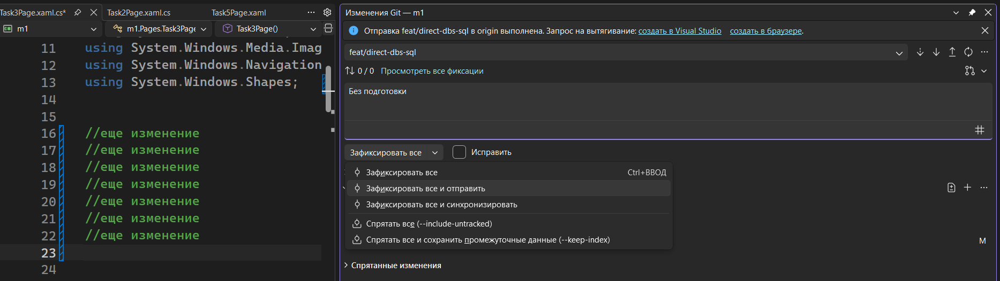 Task3Page.xaml.cs* Task2Page.xaml.cs Task5Page.xaml
m1 m1.Pages.Task3Page Task3Page()
11 using System.Windows.Media.Imag
12 using System.Windows.Navigation
13 using System.Windows.Shapes;
14
15
16 //еще изменение
17 //еще изменение
18 //еще изменение
19 //еще изменение
20 //еще изменение
21 //еще изменение
22 //еще изменение
23
24
Изменения Git — m1
Отправка feat/direct-dbs-sql в origin выполнена. Запрос на вытягивание: создать в Visual Studio создать в браузере.
feat/direct-dbs-sql
0 / 0 Просмотреть все фиксации
Без подготовки
Зафиксировать все Исправить
Зафиксировать все Ctrl+ВВОД
Зафиксировать все и отправить
Зафиксировать все и синхронизировать
Спрятать все (--include-untracked)
Спрятать все и сохранить промежуточные данные (--keep-index)
M
Спрятанные изменения